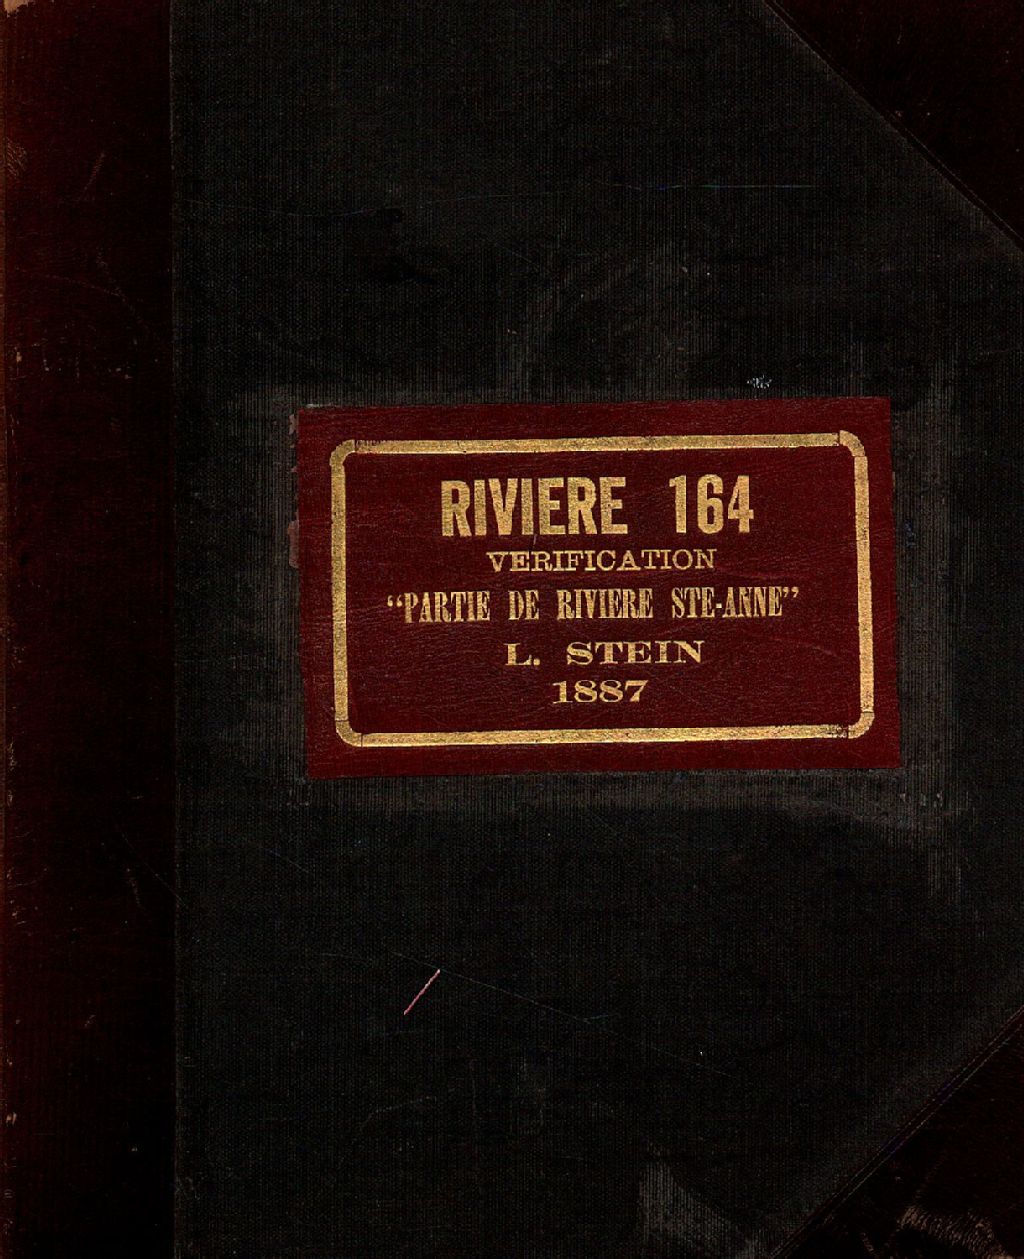 RIVIERE 164
VERIFICATION
“PARTIE DE RIVIERE STE-ANNE”
L. STEIN
1887